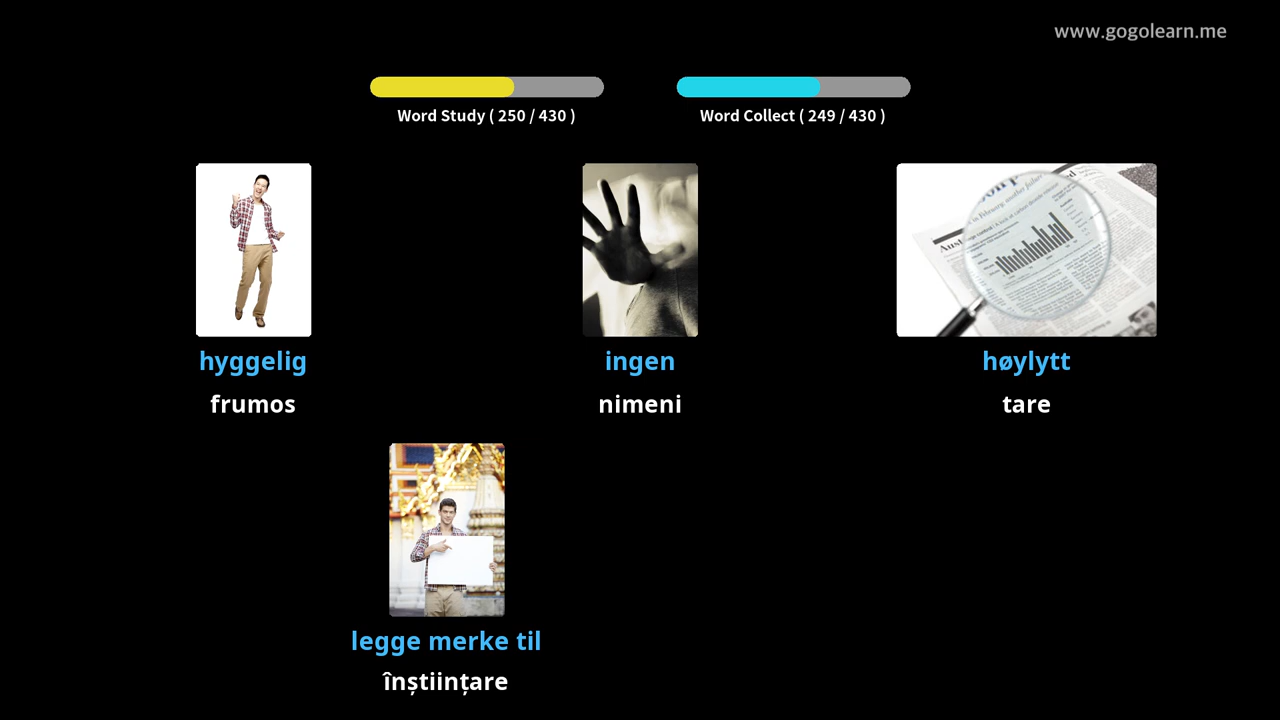 www.gogolearn.me
Word Study ( 250 / 430 )
Word Collect ( 249 / 430 )
hyggelig
frumos
ingen
nimeni
høylytt
tare
legge merke til
înștiințare